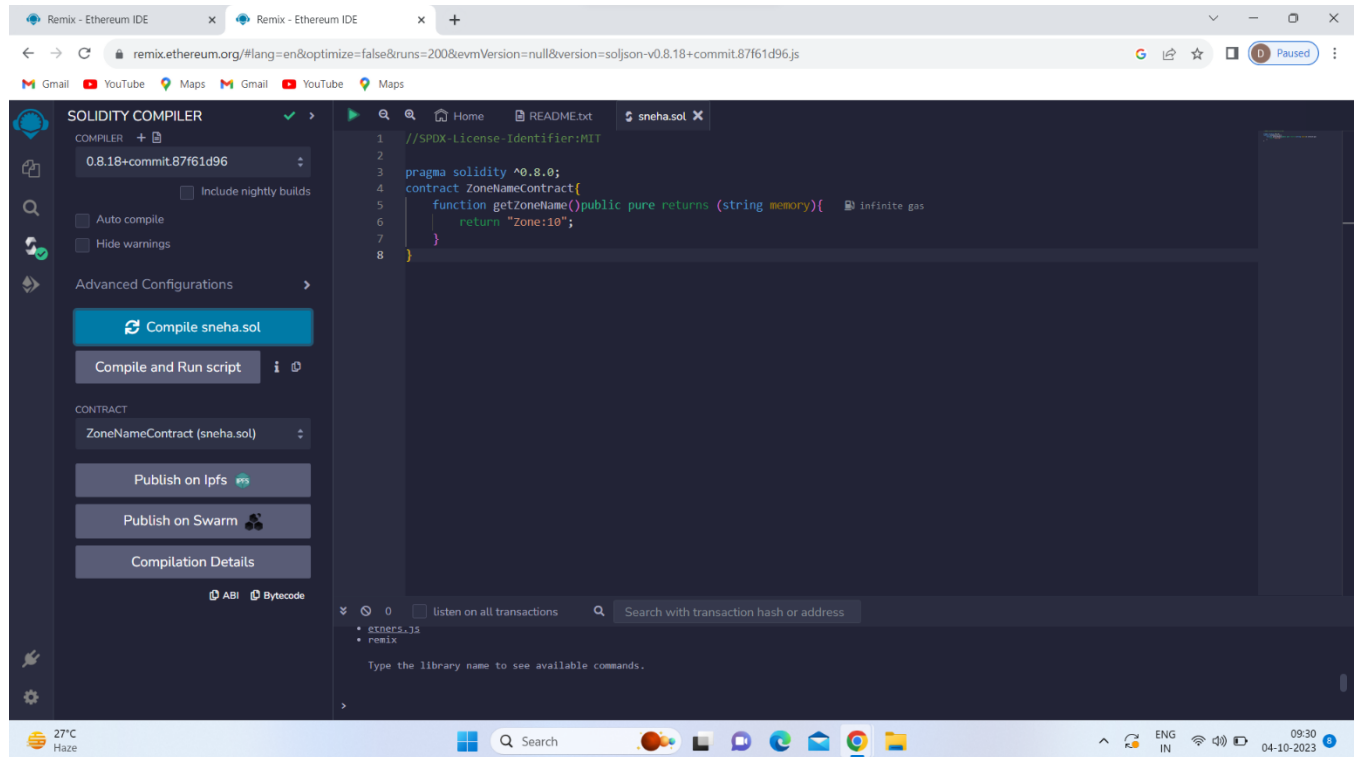 Remix - Ethereum IDE
Remix - Ethereum IDE
remix.ethereum.org/#lang=en&optimize=false&runs=200&evmVersion=null&version=soljson-v0.8.18+commit.87f61d96.js
G
D Paused
Gmail YouTube Maps Gmail YouTube Maps
SOLIDITY COMPILER
COMPILER
0.8.18+commit.87f61d96
Include nightly builds
Auto compile
Hide warnings
Advanced Configurations
Compile sneha.sol
Compile and Run script
CONTRACT
ZoneNameContract (sneha.sol)
Publish on Ipfs IPFS
Publish on Swarm
Compilation Details
ABI Bytecode
Home README.txt sneha.sol
1 //SPDX-License-Identifier:MIT
2
3 pragma solidity ^0.8.0;
4 contract ZoneNameContract{
5 function getZoneName()public pure returns (string memory){ infinite gas
6 return "Zone:10";
7 }
8 }
0 listen on all transactions Search with transaction hash or address
• ethers.js
• remix
Type the library name to see available commands.
>
27°C
Haze
Search
ENG
IN
09:30
04-10-2023
8